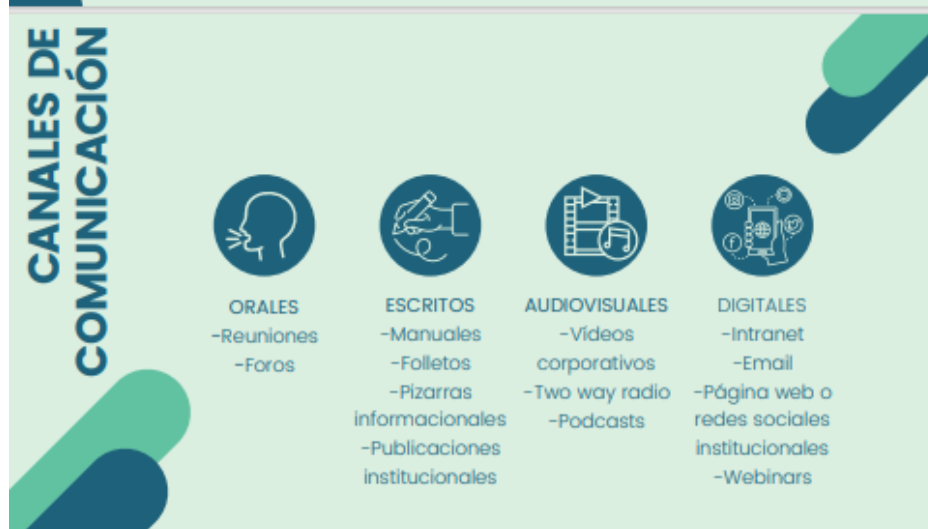 CANALES DE
COMUNICACIÓN
ORALES
-Reuniones
-Foros
ESCRITOS
-Manuales
-Folletos
-Pizarras
informacionales
-Publicaciones
institucionales
AUDIOVISUALES
-Vídeos
corporativos
-Two way radio
-Podcasts
DIGITALES
-Intranet
-Email
-Página web o
redes sociales
institucionales
-Webinars